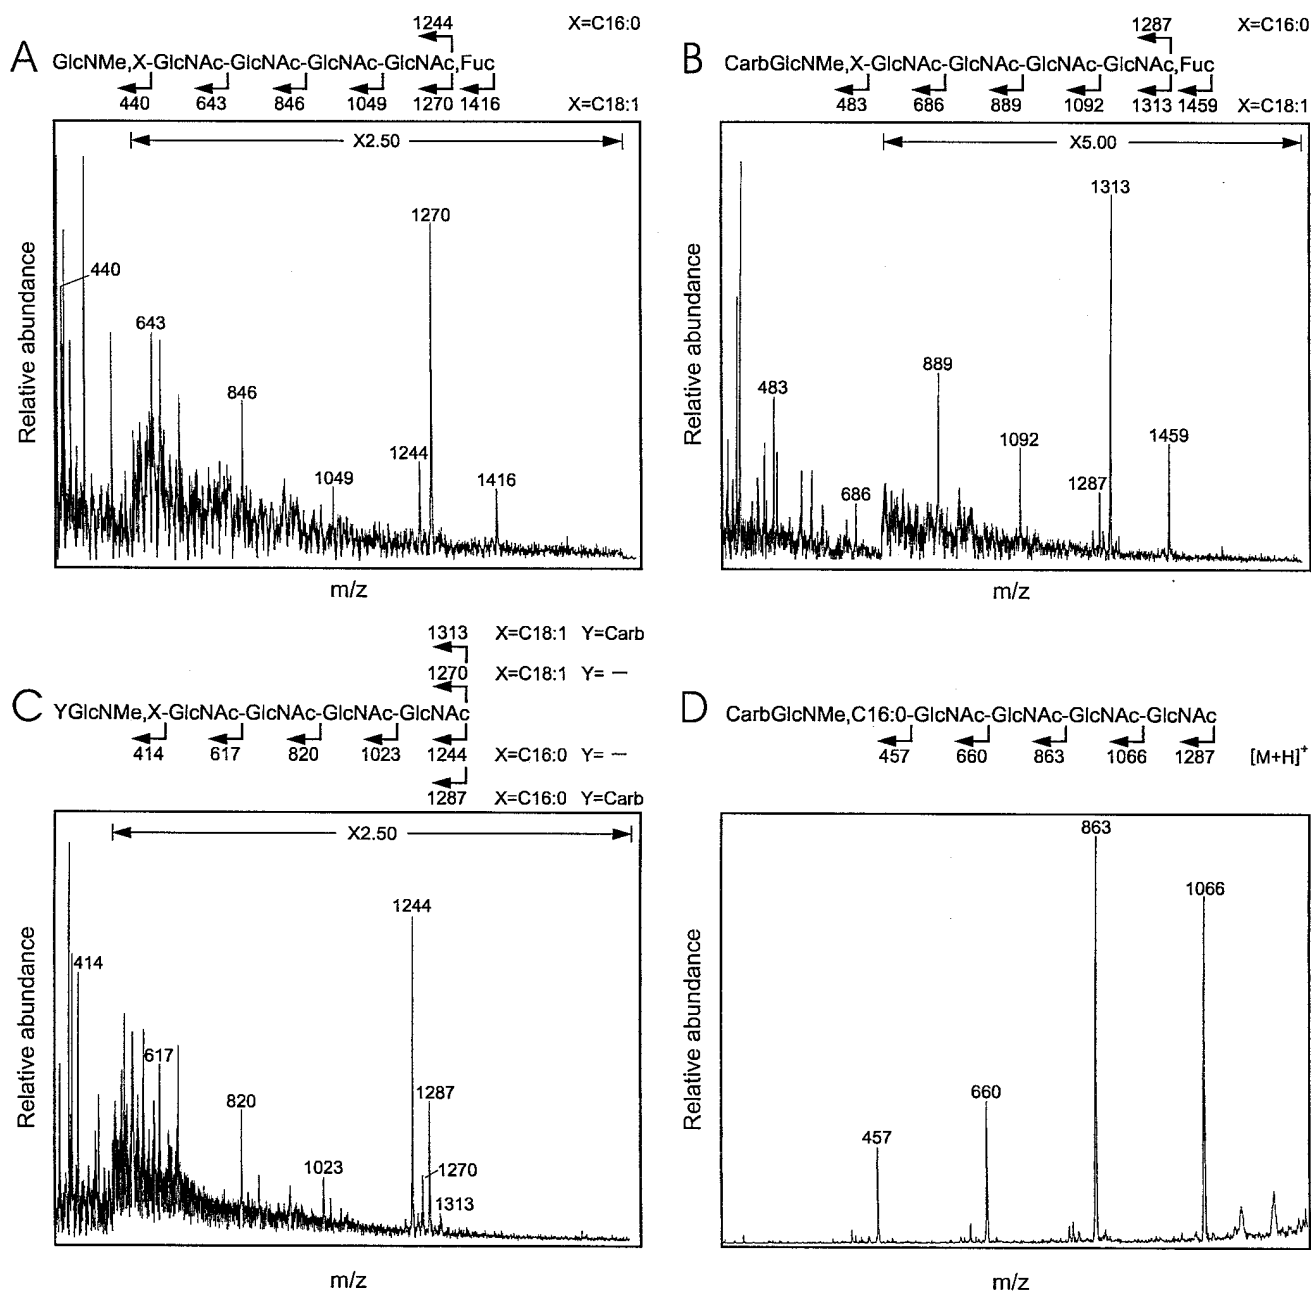 A
1244
X=C16:0
GlcNMe,X-GlcNAc-GlcNAc-GlcNAc-GlcNAc,Fuc
440 643 846 1049 1270 1416 X=C18:1
X2.50
1270
440
643
846
1244
1049
1416
Relative abundance
m/z
B
1287
X=C16:0
CarbGlcNMe,X-GlcNAc-GlcNAc-GlcNAc-GlcNAc,Fuc
483 686 889 1092 1313 1459 X=C18:1
X5.00
1313
889
483
1092
1459
1287
686
Relative abundance
m/z
C
1313 X=C18:1 Y=Carb
1270 X=C18:1 Y= —
YGlcNMe,X-GlcNAc-GlcNAc-GlcNAc-GlcNAc
414 617 820 1023 1244 X=C16:0 Y= —
1287 X=C16:0 Y=Carb
X2.50
1244
414
617
1287
820
1023
1270
1313
Relative abundance
m/z
D
CarbGlcNMe,C16:0-GlcNAc-GlcNAc-GlcNAc-GlcNAc
457 660 863 1066 1287 [M+H]+
863
1066
660
457
Relative abundance
m/z